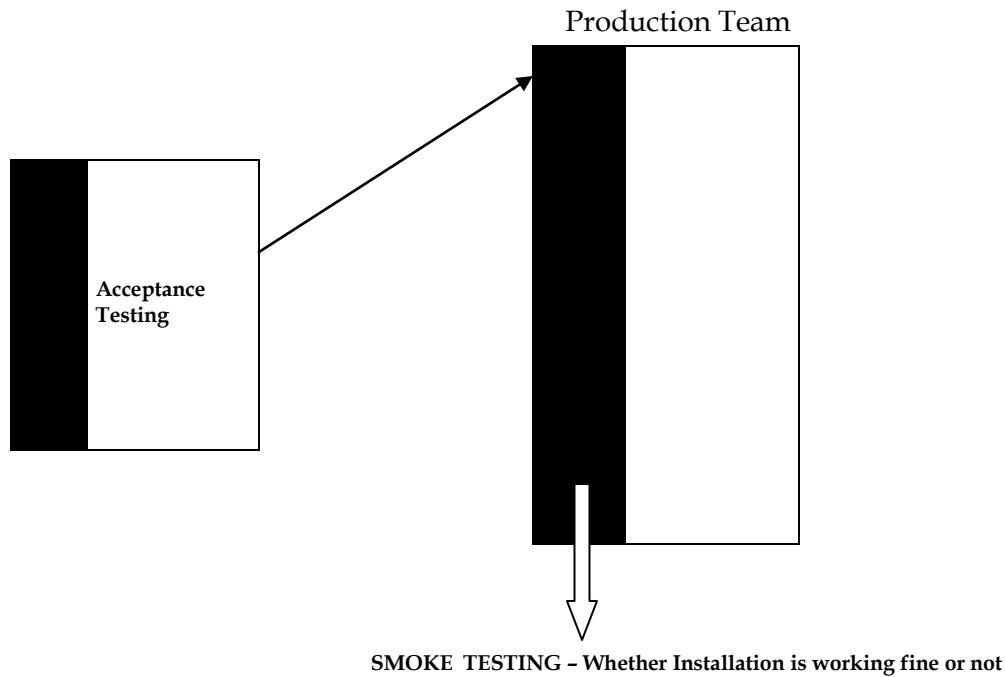 Production Team
Acceptance
Testing
SMOKE TESTING – Whether Installation is working fine or not